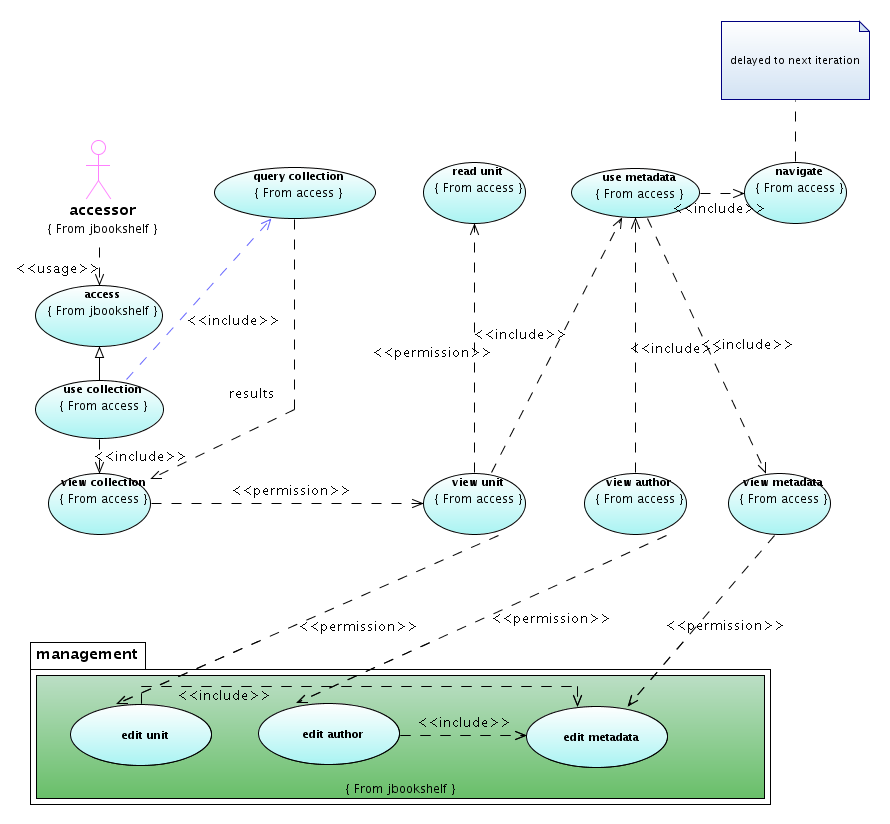 delayed to next iteration
query collection
{ From access }
read unit
{ From access }
use metadata
{ From access }
navigate
{ From access }
<<include>>
accessor
{ From jbookshelf }
<<usage>>
access
{ From jbookshelf }
<<include>>
<<include>>
<<permission>>
<<include>>
<<include>>
use collection
{ From access }
results
<<include>>
view collection
{ From access }
<<permission>>
view unit
{ From access }
view author
{ From access }
view metadata
{ From access }
<<permission>>
<<permission>>
<<permission>>
management
<<include>>
edit unit
edit author
<<include>>
edit metadata
{ From jbookshelf }